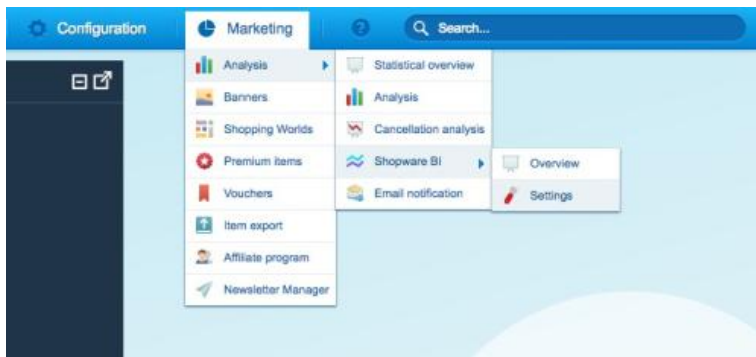 Configuration
Marketing
Search...
Analysis
Banners
Shopping Worlds
Premium items
Vouchers
Item export
Affiliate program
Newsletter Manager
Statistical overview
Analysis
Cancellation analysis
Shopware BI
Email notification
Overview
Settings